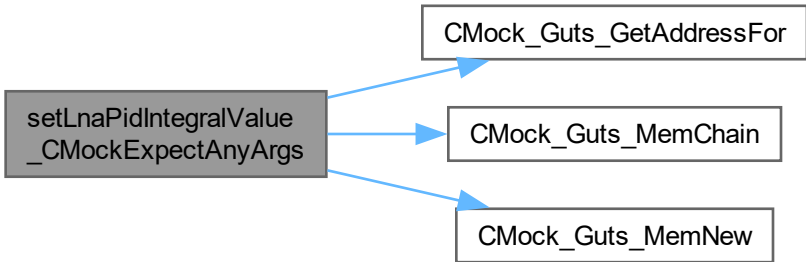 setLnaPidIntegralValue
_CMockExpectAnyArgs
CMock_Guts_GetAddressFor
CMock_Guts_MemChain
CMock_Guts_MemNew